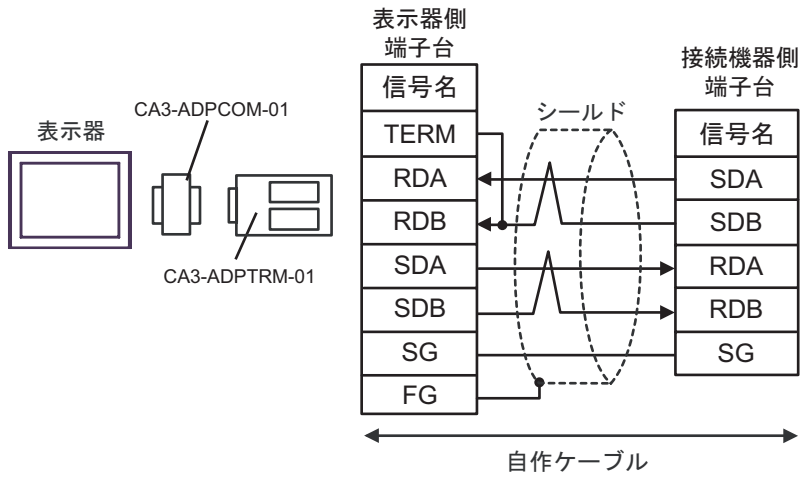 表示器
CA3-ADPCOM-01
CA3-ADPTRM-01
表示器側
端子台
信号名
TERM
RDA
RDB
SDA
SDB
SG
FG
シールド
接続機器側
端子台
信号名
SDA
SDB
RDA
RDB
SG
自作ケーブル